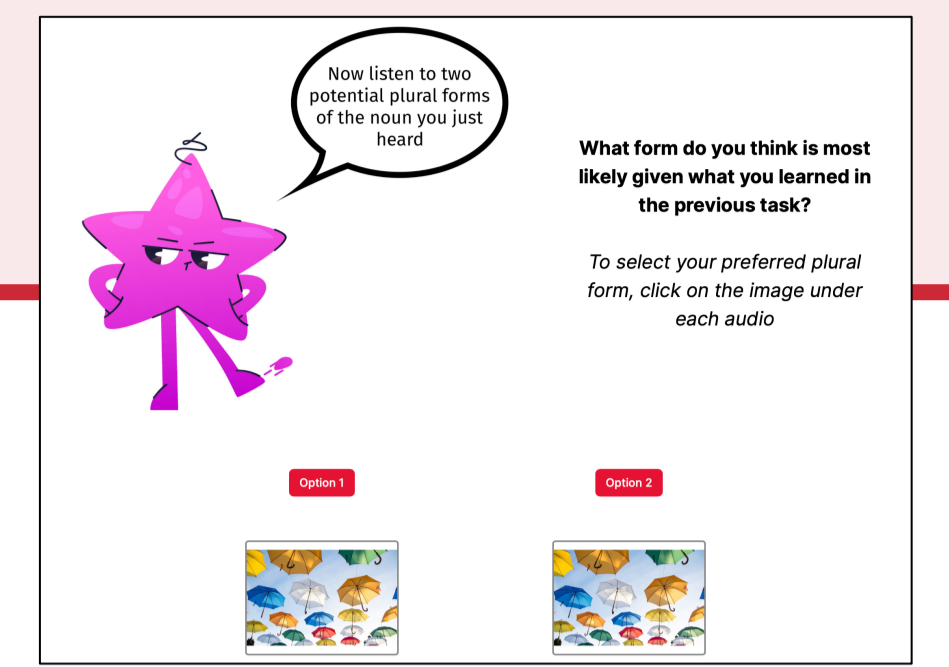 Now listen to two
potential plural forms
of the noun you just
heard
What form do you think is most
likely given what you learned in
the previous task?
To select your preferred plural
form, click on the image under
each audio
Option 1
Option 2